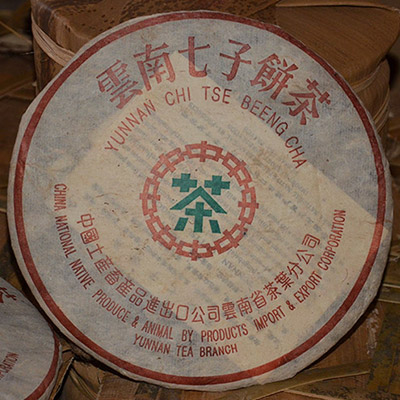 雲南七子餅茶
YUNNAN CHI TSE BEENG CHA
茶
中國土産畜産品進出口公司雲南省茶葉分公司
CHINA NATIONAL NATIVE PRODUCE & ANIMAL BY PRODUCTS IMPORT & EXPORT CORPORATION
YUNNAN TEA BRANCH